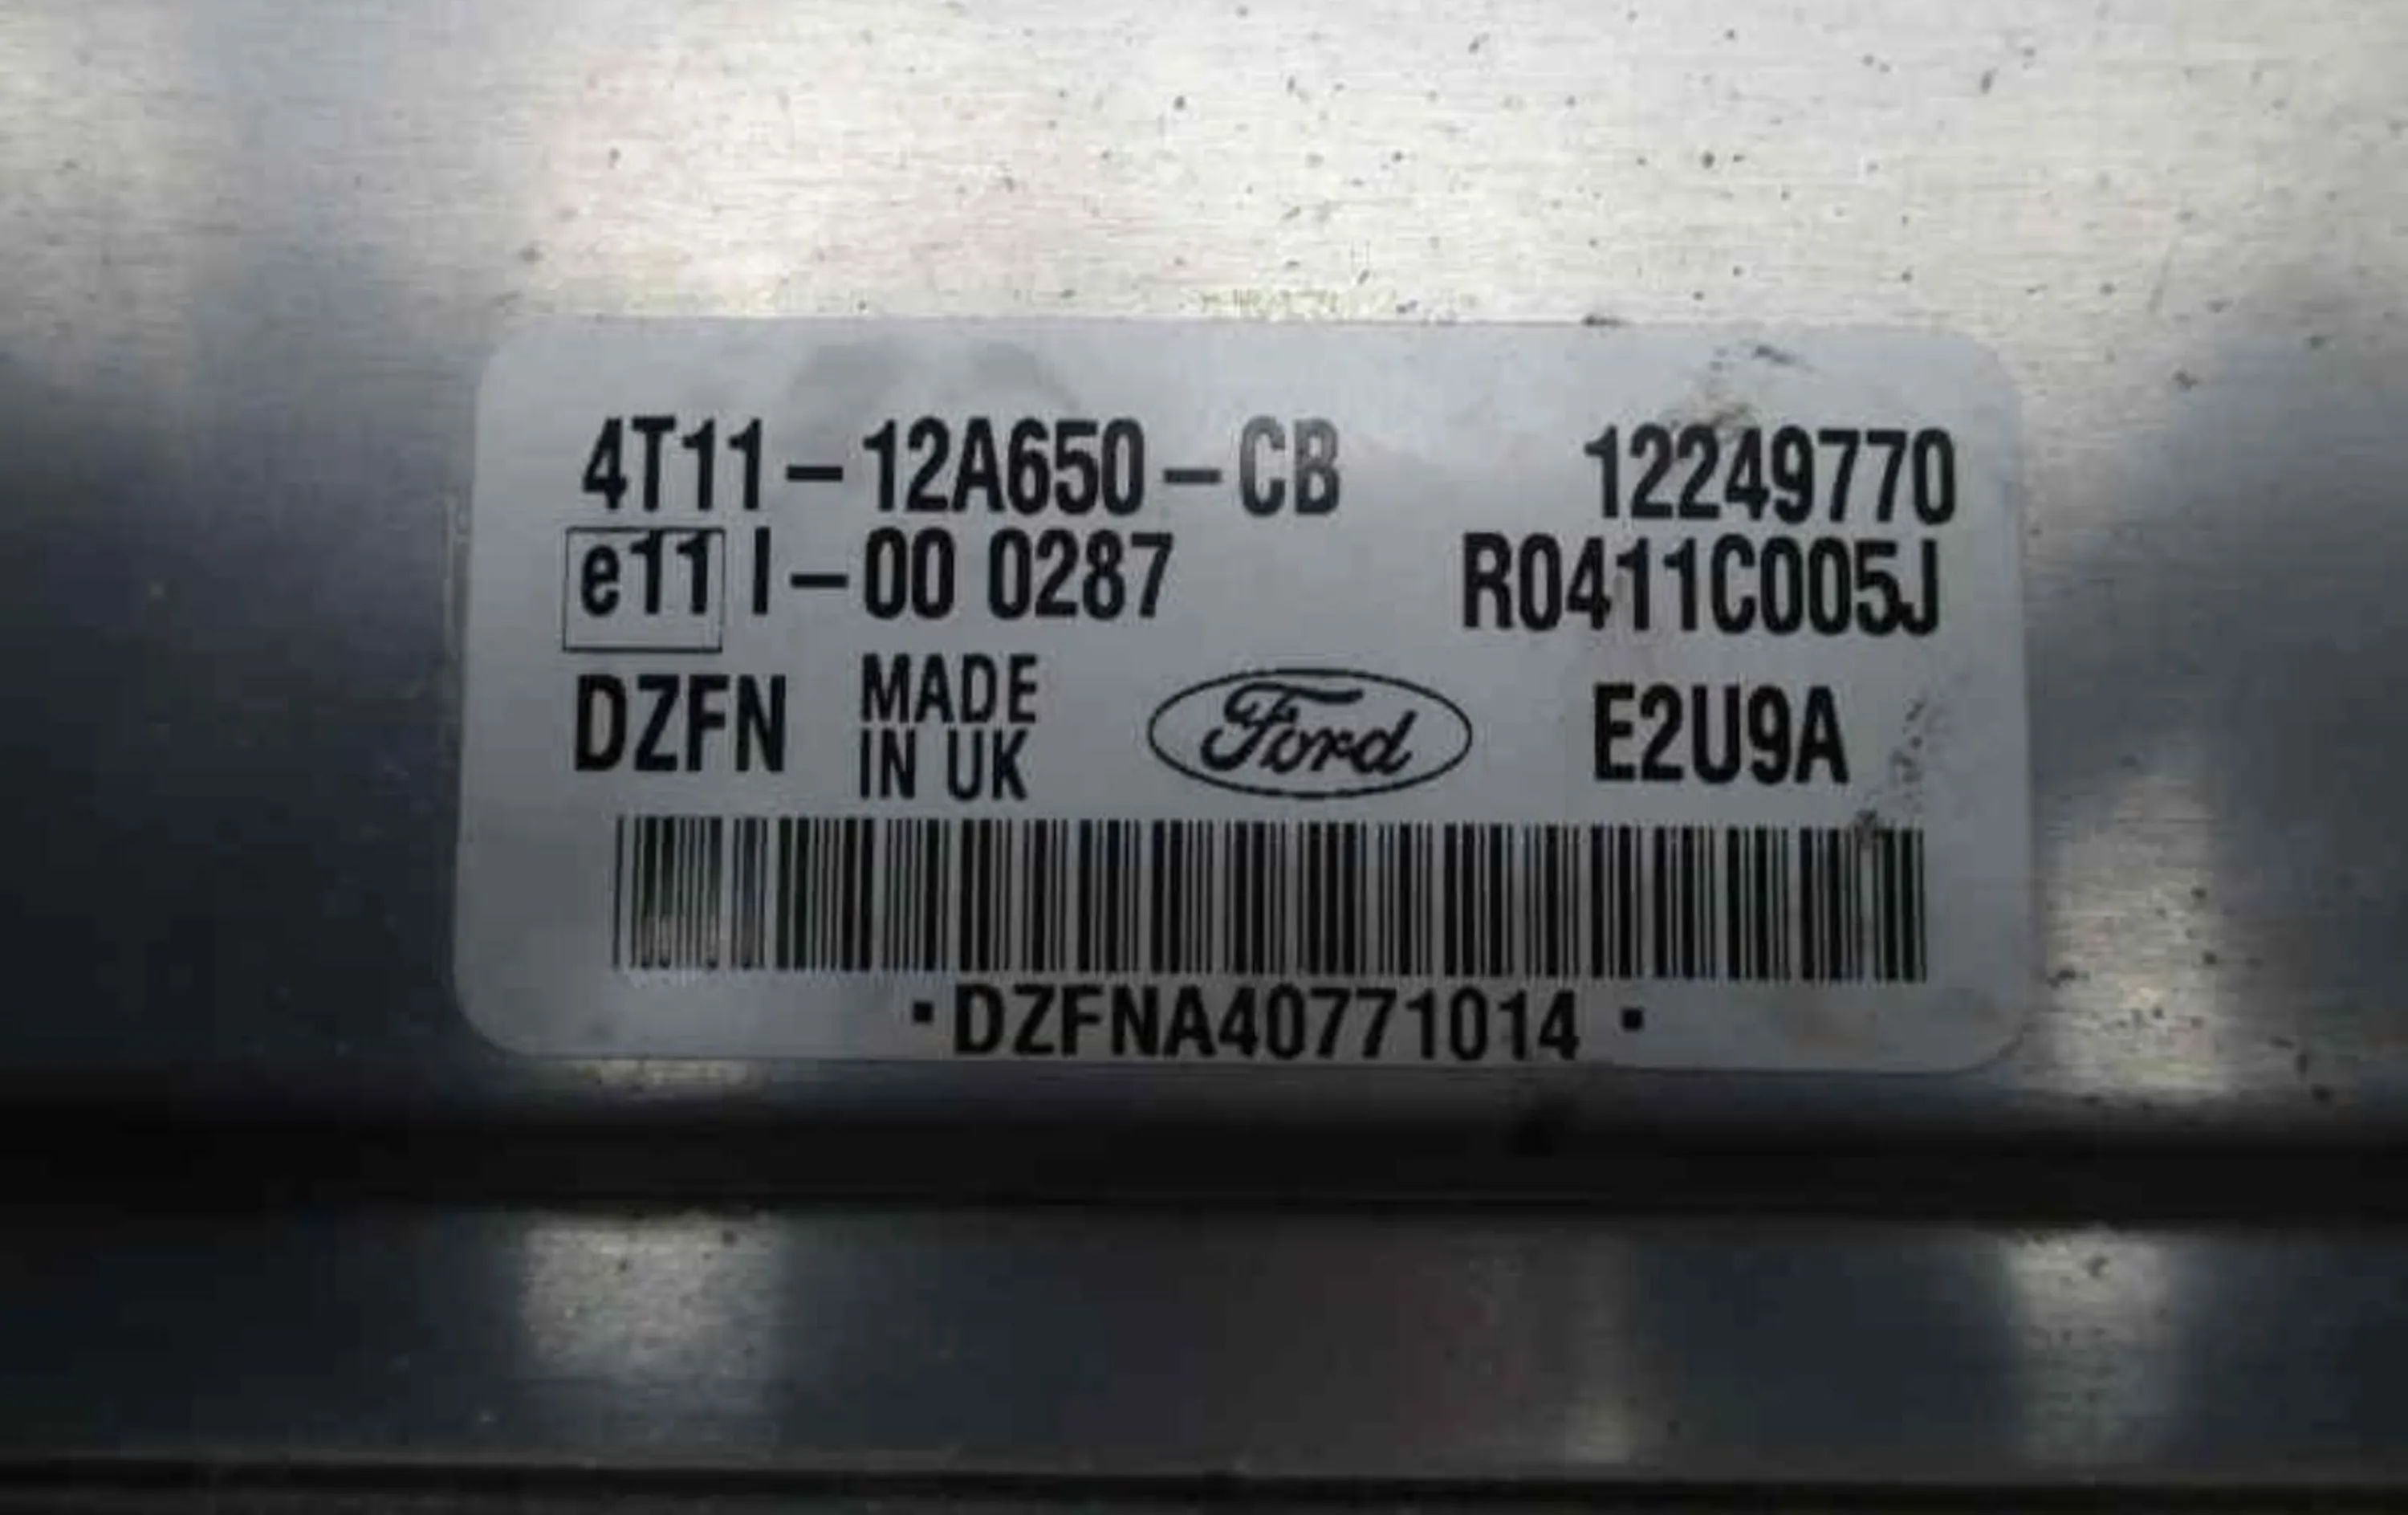 4T11-12A650-CB 12249770
e11 I-00 0287 R0411C005J
DZFN MADE IN UK Ford E2U9A
·DZFNA40771014·